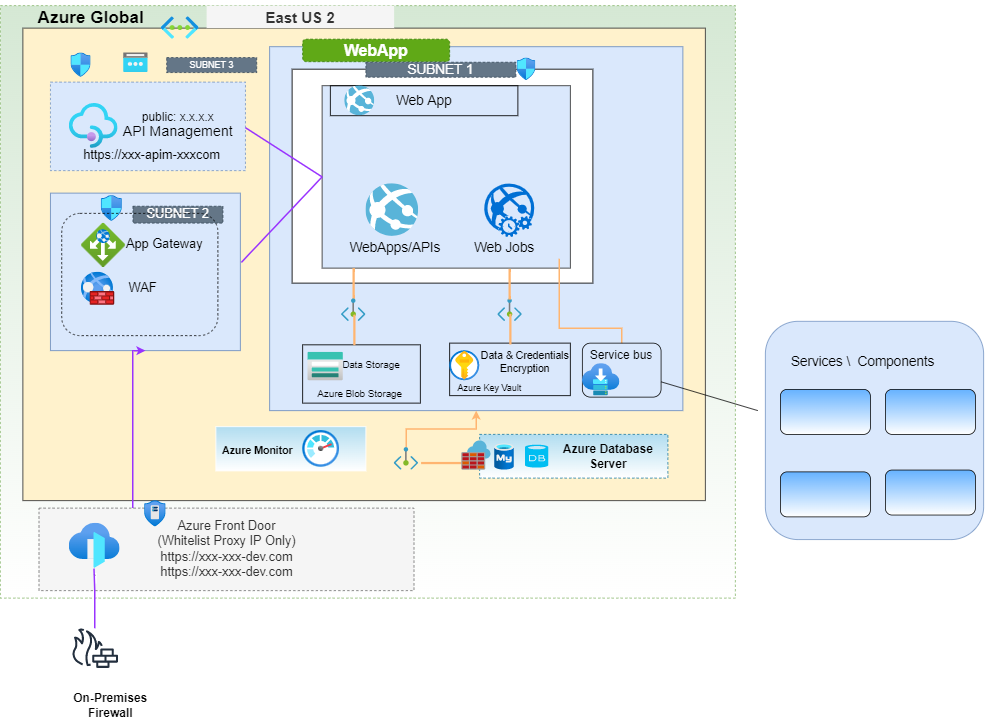 Azure Global
East US 2
WebApp
SUBNET 3
SUBNET 1
Web App
public: x.x.x.x
API Management
https://xxx-apim-xxxcom
SUBNET 2
App Gateway
WAF
WebApps/APIs
Web Jobs
Data Storage
Azure Blob Storage
Data & Credentials
Encryption
Azure Key Vault
Service bus
Services \ Components
Azure Monitor
My
DB
Azure Database
Server
Azure Front Door
(Whitelist Proxy IP Only)
https://xxx-xxx-dev.com
https://xxx-xxx-dev.com
On-Premises
Firewall